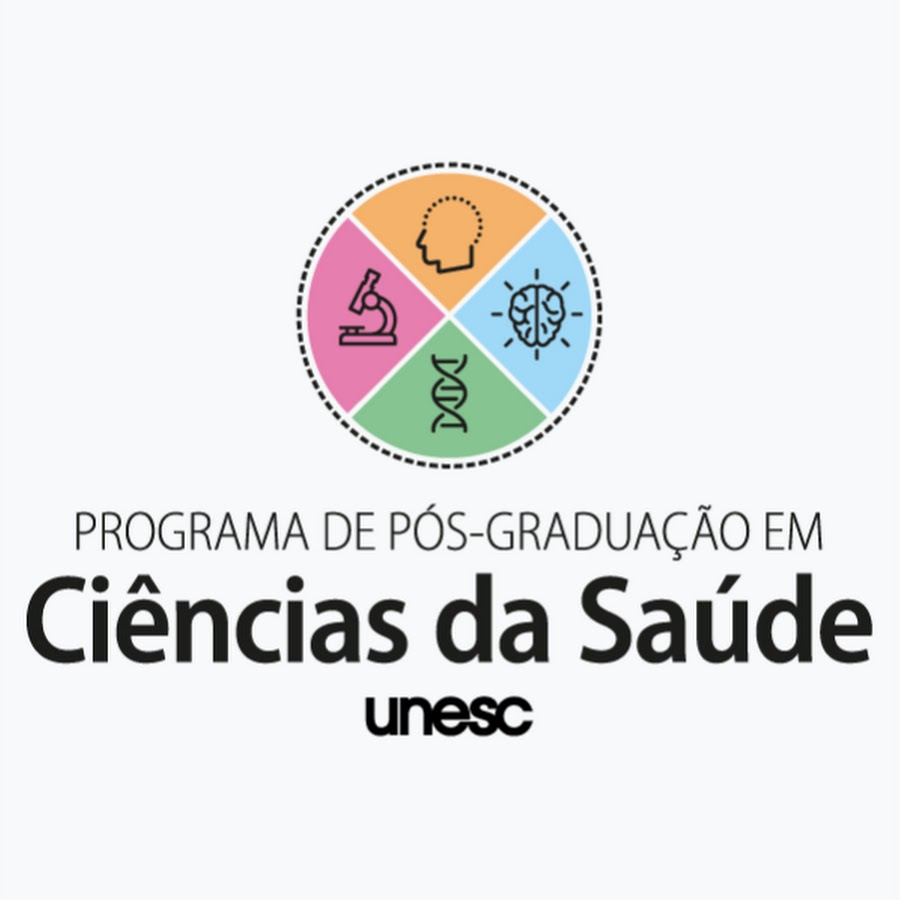 PROGRAMA DE PÓS-GRADUAÇÃO EM
Ciências da Saúde
unesc